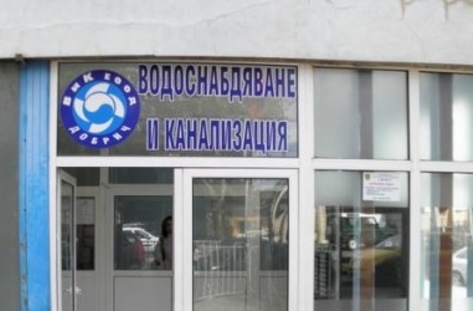 ВиК ЕООД
ДОБРИЧ
ВОДОСНАБДЯВАНЕ
И КАНАЛИЗАЦИЯ